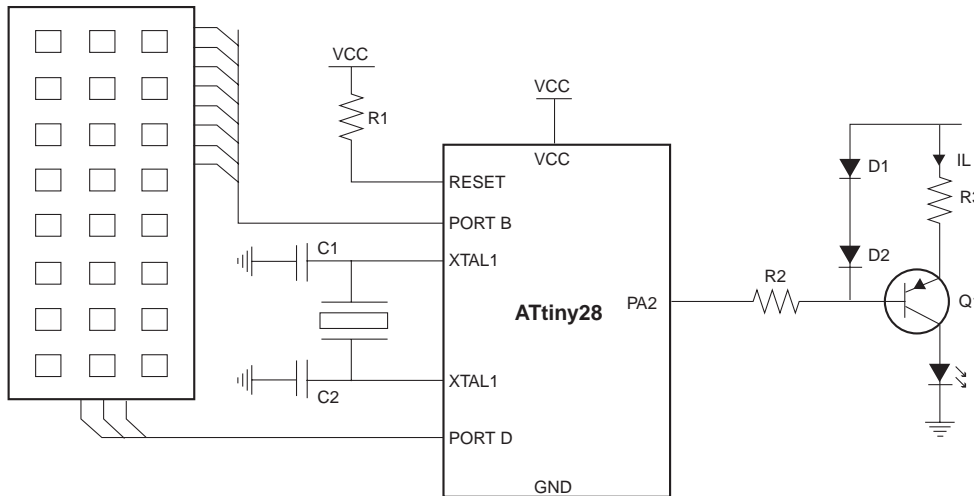 VCC
R1
VCC
VCC
RESET
PORT B
C1
XTAL1
ATtiny28
PA2
R2
D1
D2
IL
C2
XTAL1
PORT D
GND